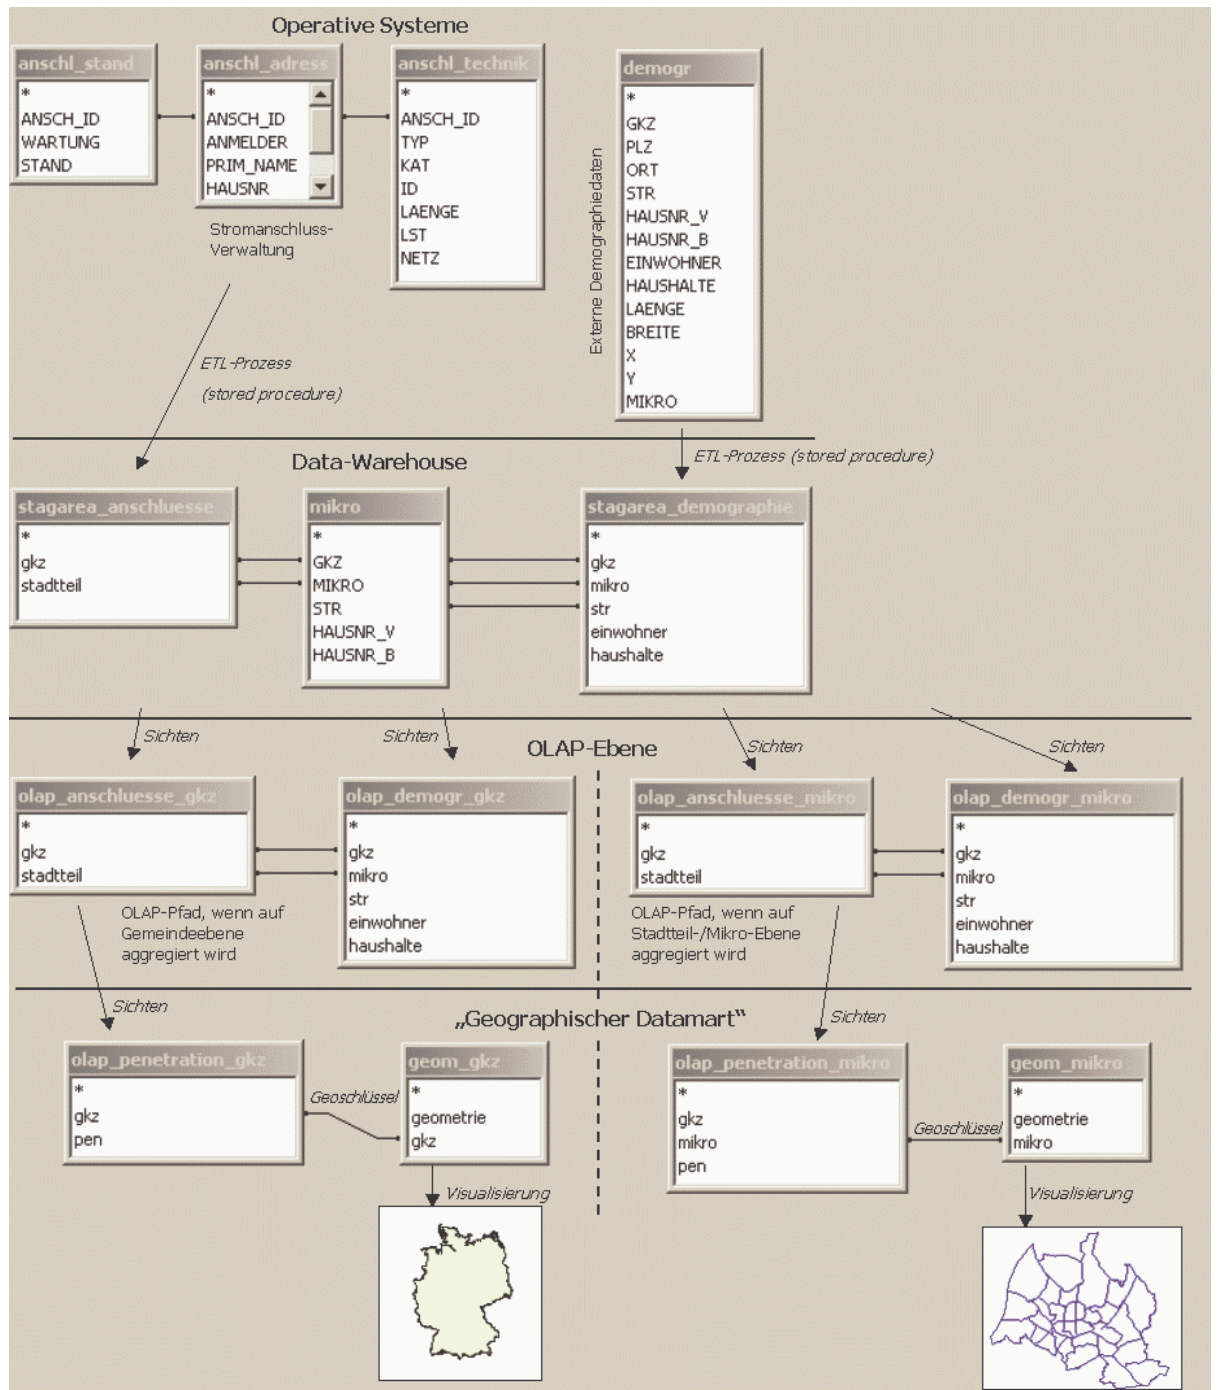 Operative Systeme
anschl_stand
*
ANSCH_ID
WARTUNG
STAND
anschl_adress
*
ANSCH_ID
ANMELDER
PRIM_NAME
HAUSNR
anschl_technik
*
ANSCH_ID
TYP
KAT
ID
LAENGE
LST
NETZ
demogr
*
GKZ
PLZ
ORT
STR
HAUSNR_V
HAUSNR_B
EINWOHNER
HAUSHALTE
LAENGE
BREITE
X
Y
MIKRO
Stromanschluss-
Verwaltung
Externe Demographiedaten
ETL-Prozess
(stored procedure)
ETL-Prozess (stored procedure)
Data-Warehouse
stagarea_anschluesse
*
gkz
stadtteil
mikro
*
GKZ
MIKRO
STR
HAUSNR_V
HAUSNR_B
stagarea_demographie
*
gkz
mikro
str
einwohner
haushalte
Sichten
Sichten
OLAP-Ebene
Sichten
Sichten
olap_anschluesse_gkz
*
gkz
stadtteil
olap_demogr_gkz
*
gkz
mikro
str
einwohner
haushalte
olap_anschluesse_mikro
*
gkz
stadtteil
olap_demogr_mikro
*
gkz
mikro
str
einwohner
haushalte
OLAP-Pfad, wenn auf
Gemeindeebene
aggregiert wird
OLAP-Pfad, wenn auf
Stadtteil-/Mikro-Ebene
aggregiert wird
Sichten
„Geographischer Datamart“
Sichten
olap_penetration_gkz
*
gkz
pen
Geoschlüssel
geom_gkz
*
geometrie
gkz
olap_penetration_mikro
*
gkz
mikro
pen
Geoschlüssel
geom_mikro
*
geometrie
mikro
Visualisierung
Visualisierung